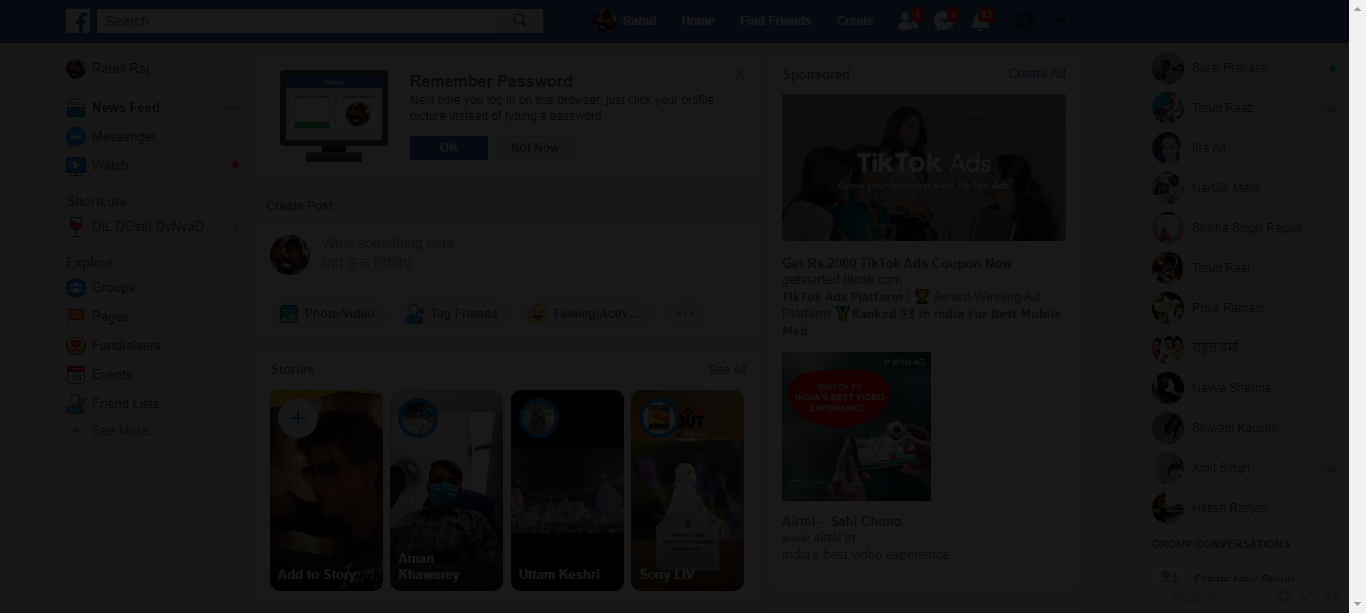 Search
Rahul
Home
Find Friends
Create
1
1
13
Rahul Raj
News Feed
Messenger
Watch
Shortcuts
DIL DOstII DvNyaD...
5
Explore
Groups
Pages
Fundraisers
Events
Friend Lists
See More...
Remember Password
Next time you log in on this browser, just click your profile
picture instead of typing a password.
OK
Not Now
Create Post
Write something here...
यहां कुछ लिखिए...
Photo/Video
Tag Friends
Feeling/Activ...
Stories
See All
Add to Story
Aman
Khawarey
Uttam Keshri
Sony LIV
Sponsored
Create Ad
TikTok Ads
Grow your business with TikTok Ads
Get Rs.2000 TikTok Ads Coupon Now
getstarted.tiktok.com
TikTok Ads Platform | 🏆 Award-Winning Ad
Platform 🏅Ranked #3 in India For Best Mobile
Med...
airtel 4G
SWITCH TO
INDIA'S BEST VIDEO
EXPERIENCE.
Airtel – Sahi Chuno
www.airtel.in
India's best video experience
Suraj Prakash
Tarun Raaz
Ifra Ali
NarGis Malik
Shikha Singh Rajput
Tarun Raaj
Priya Ramani
राहुल वर्मा
Navya Sharma
Shiwani Kaushik
Amit Singh
Hitesh Ranjan
GROUP CONVERSATIONS
Create New Group
Search